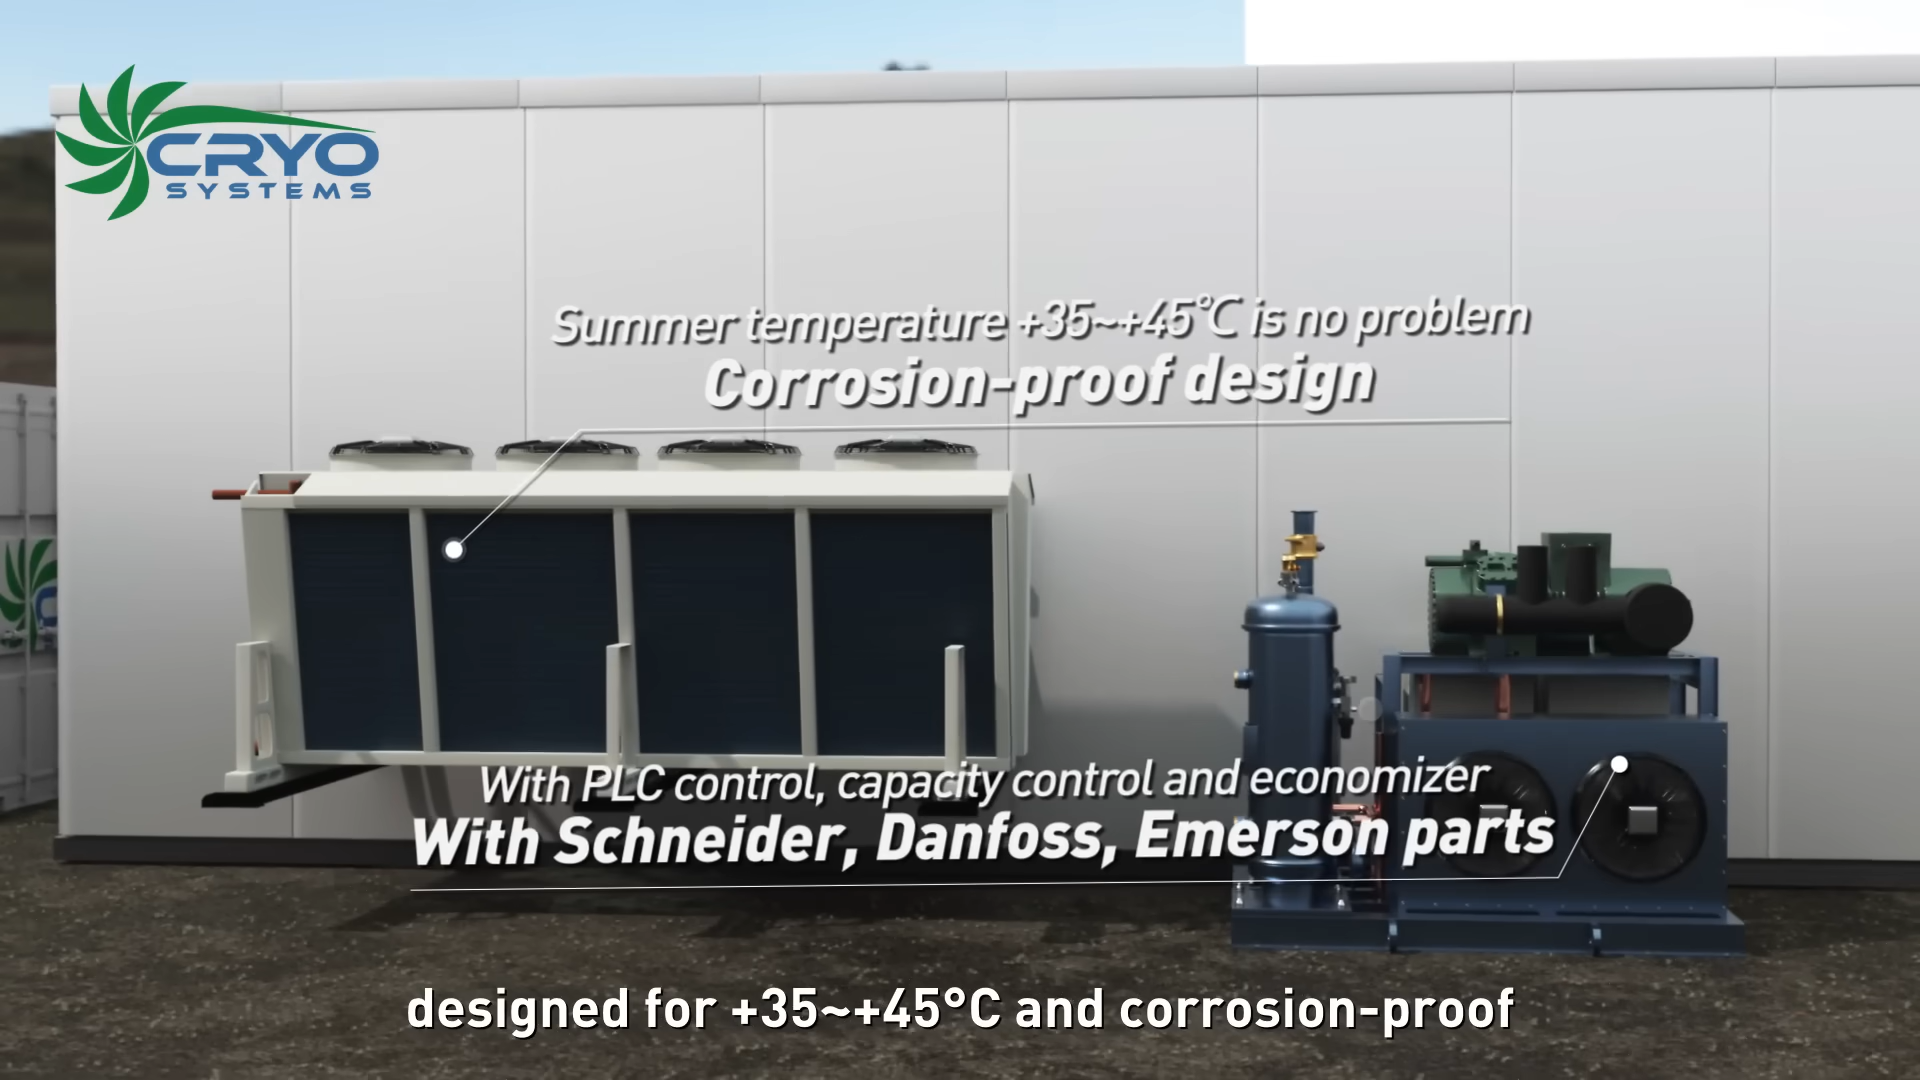 CRYO
SYSTEMS
Summer temperature +35~+45℃ is no problem
Corrosion-proof design
With PLC control, capacity control and economizer
With Schneider, Danfoss, Emerson parts
designed for +35~+45°C and corrosion-proof